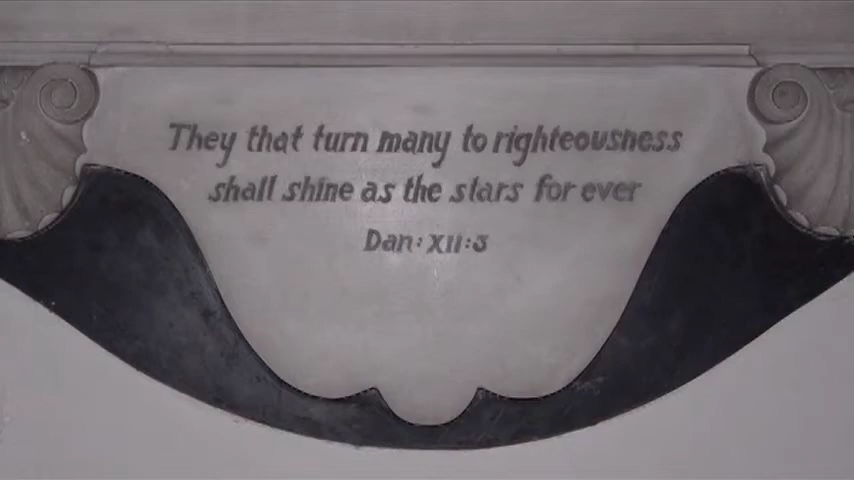 They that turn many to righteousness
shall shine as the stars for ever
Dan: XII:3